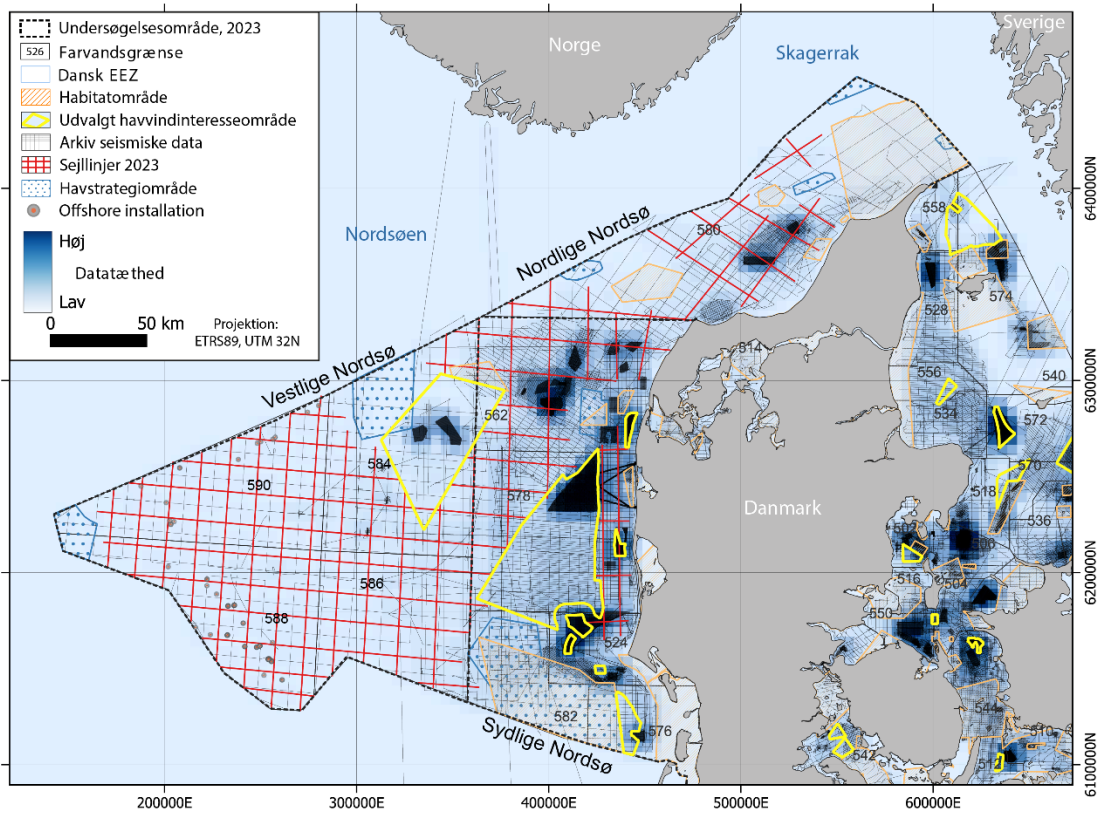 Undersøgelsesområde, 2023
526 Farvandsgrænse
Dansk EEZ
Habitatområde
Udvalgt havvindinteresseområde
Arkiv seismiske data
Sejllinjer 2023
Havstrategiområde
Offshore installation
Høj
Datatæthed
Lav
0 50 km
Projektion:
ETRS89, UTM 32N
Norge
Sverige
Skagerrak
Nordsøen
Nordlige Nordsø
Vestlige Nordsø
Sydlige Nordsø
Danmark
558
580
574
528
514
540
556
562
534
572
584
570
590
578
518
536
516
504
586
550
588
524
582
544
576
510
542
6400000N
6300000N
6200000N
6100000N
200000E
300000E
400000E
500000E
600000E